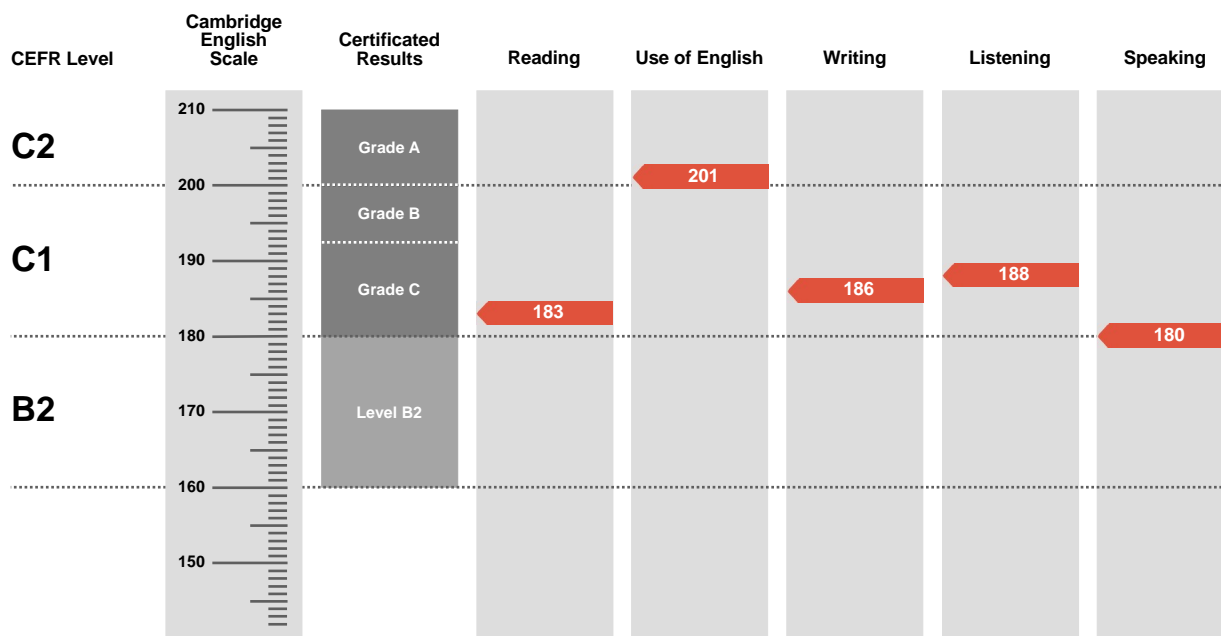 CEFR Level
Cambridge
English
Scale
Certificated
Results
Reading
Use of English
Writing
Listening
Speaking
210
C2
Grade A
201
200
Grade B
C1
190
188
Grade C
186
183
180
180
B2
170
Level B2
160
150